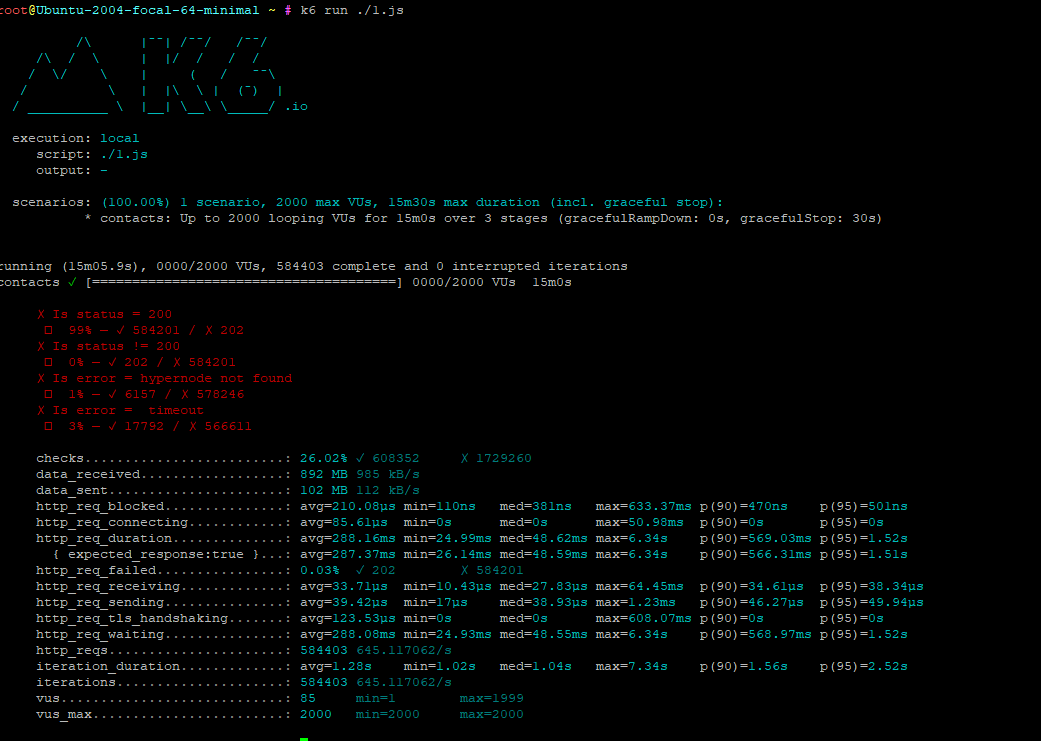 root@Ubuntu-2004-focal-64-minimal ~ # k6 run ./1.js
.io
execution: local
script: ./1.js
output: -
scenarios: (100.00%) 1 scenario, 2000 max VUs, 15m30s max duration (incl. graceful stop):
* contacts: Up to 2000 looping VUs for 15m0s over 3 stages (gracefulRampDown: 0s, gracefulStop: 30s)
running (15m05.9s), 0000/2000 VUs, 584403 complete and 0 interrupted iterations
contacts ✓ [======================================] 0000/2000 VUs  15m0s
✗ Is status = 200
99% — ✓ 584201 / ✗ 202
✗ Is status != 200
0% — ✓ 202 / ✗ 584201
✗ Is error = hypernode not found
1% — ✓ 6157 / ✗ 578246
✗ Is error =  timeout
3% — ✓ 17792 / ✗ 566611
checks.........................: 26.02% ✓ 608352     ✗ 1729260
data_received..................: 892 MB 985 kB/s
data_sent......................: 102 MB 112 kB/s
http_req_blocked...............: avg=210.08µs min=110ns   med=381ns   max=633.37ms p(90)=470ns    p(95)=501ns
http_req_connecting............: avg=85.61µs  min=0s      med=0s      max=50.98ms  p(90)=0s       p(95)=0s
http_req_duration..............: avg=288.16ms min=24.99ms med=48.62ms max=6.34s    p(90)=569.03ms p(95)=1.52s
{ expected_response:true }...: avg=287.37ms min=26.14ms med=48.59ms max=6.34s    p(90)=566.31ms p(95)=1.51s
http_req_failed................: 0.03%  ✓ 202        ✗ 584201
http_req_receiving.............: avg=33.71µs  min=10.43µs med=27.83µs max=64.45ms  p(90)=34.61µs  p(95)=38.34µs
http_req_sending...............: avg=39.42µs  min=17µs    med=38.93µs max=1.23ms   p(90)=46.27µs  p(95)=49.94µs
http_req_tls_handshaking.......: avg=123.53µs min=0s      med=0s      max=608.07ms p(90)=0s       p(95)=0s
http_req_waiting...............: avg=288.08ms min=24.93ms med=48.55ms max=6.34s    p(90)=568.97ms p(95)=1.52s
http_reqs......................: 584403 645.117062/s
iteration_duration.............: avg=1.28s    min=1.02s   med=1.04s   max=7.34s    p(90)=1.56s    p(95)=2.52s
iterations.....................: 584403 645.117062/s
vus............................: 85     min=1        max=1999
vus_max........................: 2000   min=2000     max=2000